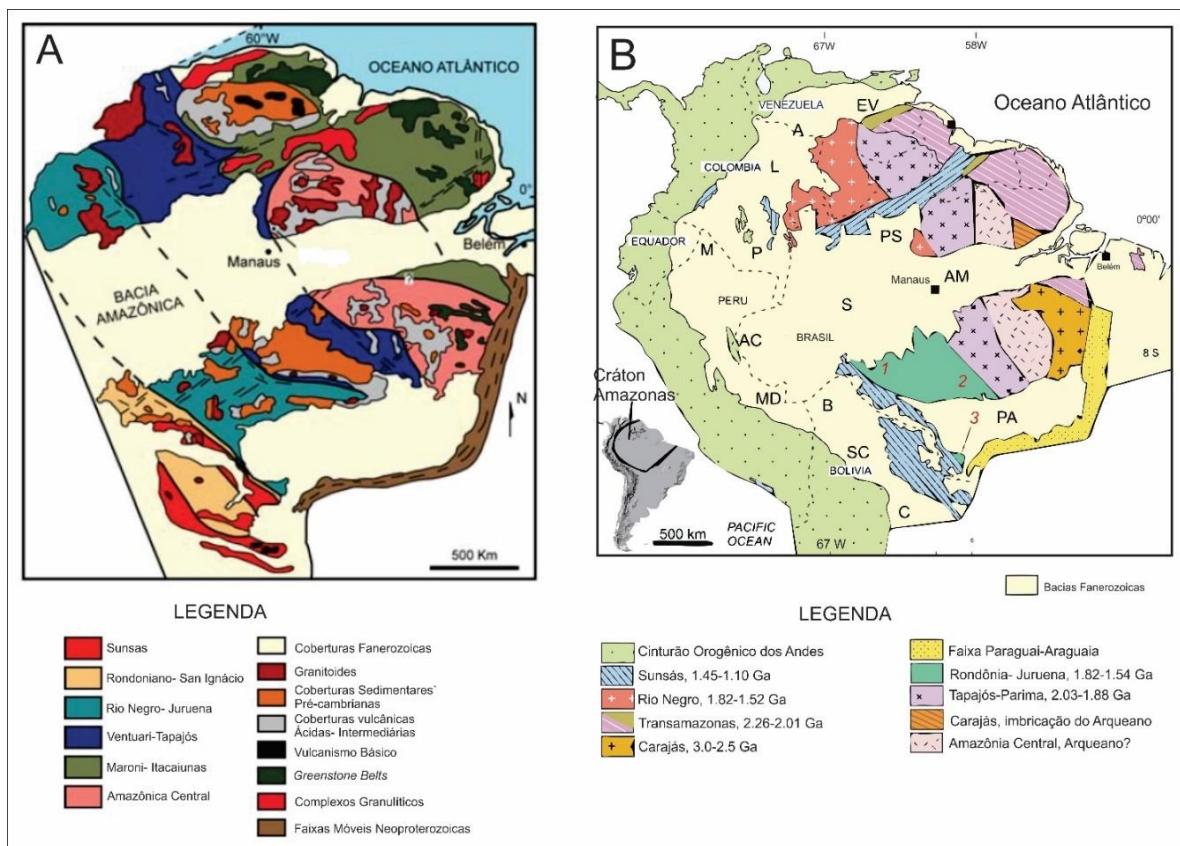 A
60°W
OCEANO ATLÂNTICO
0°
Belém
Manaus
BACIA
AMAZÔNICA
?
N
500 Km
LEGENDA
Sunsas
Rondoniano- San Ignácio
Rio Negro- Juruena
Ventuari-Tapajós
Maroni- Itacaiunas
Amazônica Central
Coberturas Fanerozoicas
Granitoides
Coberturas Sedimentares
Pré-cambrianas
Coberturas vulcânicas
Ácidas- Intermediárias
Vulcanismo Básico
Greenstone Belts
Complexos Granulíticos
Faixas Móveis Neoproterozoicas
B
67W
58W
Oceano Atlântico
VENEZUELA
EV
A
COLOMBIA
L
0°00'
EQUADOR
M
P
PS
Belém
Manaus
AM
PERU
S
BRASIL
AC
8 S
1
2
Cráton
Amazonas
MD
B
PA
3
SC
BOLIVIA
C
500 km
PACIFIC
OCEAN
67 W
Bacias Fanerozoicas
LEGENDA
Cinturão Orogênico dos Andes
Sunsás, 1.45-1.10 Ga
Rio Negro, 1.82-1.52 Ga
Transamazonas, 2.26-2.01 Ga
Carajás, 3.0-2.5 Ga
Faixa Paraguai-Araguaia
Rondônia- Juruena, 1.82-1.54 Ga
Tapajós-Parima, 2.03-1.88 Ga
Carajás, imbricação do Arqueano
Amazônia Central, Arqueano?